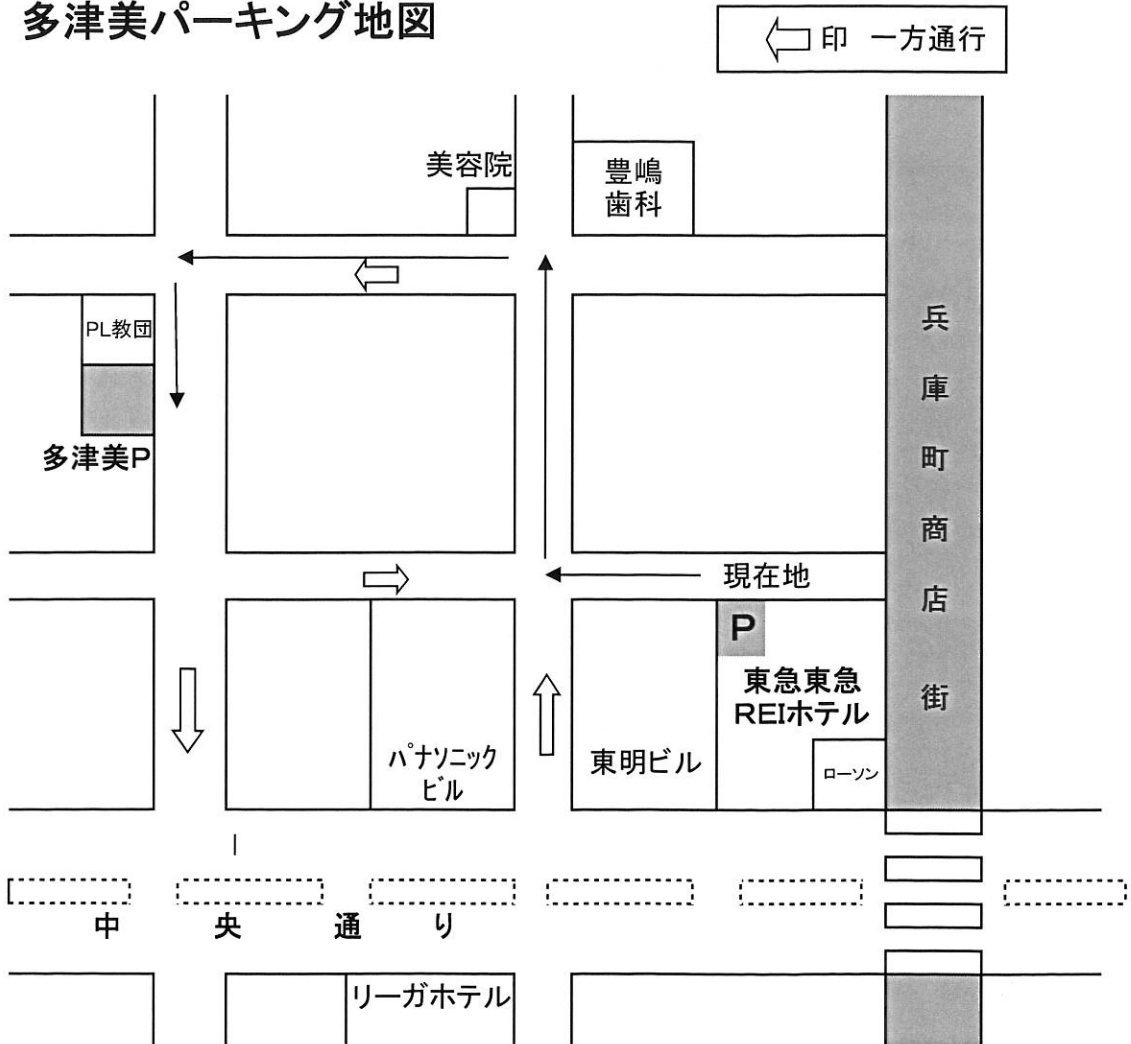 多津美パーキング地図
印 一方通行
美容院
豊嶋
歯科
PL教団
多津美P
兵庫町商店街
現在地
P
東急東急
REIホテル
ローソン
パナソニック
ビル
東明ビル
中央通り
リーガホテル